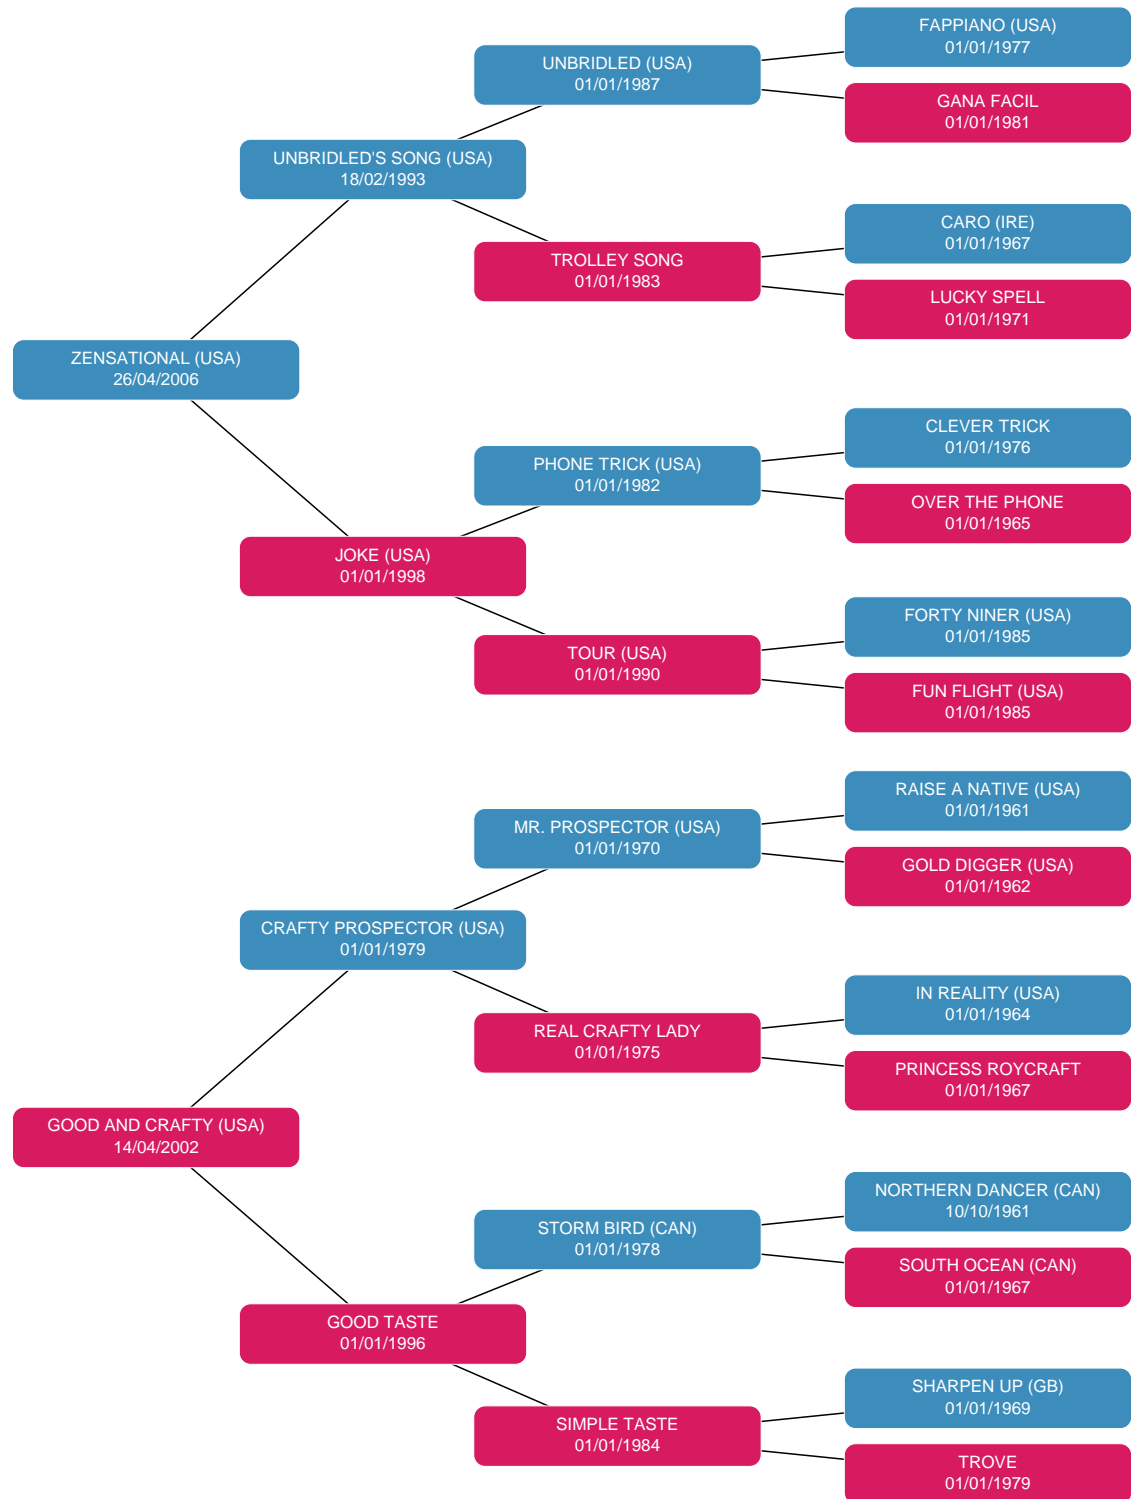 FAPPIANO (USA)
01/01/1977
UNBRIDLED (USA)
01/01/1987
GANA FACIL
01/01/1981
UNBRIDLED'S SONG (USA)
18/02/1993
CARO (IRE)
01/01/1967
TROLLEY SONG
01/01/1983
LUCKY SPELL
01/01/1971
ZENSATIONAL (USA)
26/04/2006
CLEVER TRICK
01/01/1976
PHONE TRICK (USA)
01/01/1982
OVER THE PHONE
01/01/1965
JOKE (USA)
01/01/1998
FORTY NINER (USA)
01/01/1985
TOUR (USA)
01/01/1990
FUN FLIGHT (USA)
01/01/1985
RAISE A NATIVE (USA)
01/01/1961
MR. PROSPECTOR (USA)
01/01/1970
GOLD DIGGER (USA)
01/01/1962
CRAFTY PROSPECTOR (USA)
01/01/1979
IN REALITY (USA)
01/01/1964
REAL CRAFTY LADY
01/01/1975
PRINCESS ROYCRAFT
01/01/1967
GOOD AND CRAFTY (USA)
14/04/2002
NORTHERN DANCER (CAN)
10/10/1961
STORM BIRD (CAN)
01/01/1978
SOUTH OCEAN (CAN)
01/01/1967
GOOD TASTE
01/01/1996
SHARPEN UP (GB)
01/01/1969
SIMPLE TASTE
01/01/1984
TROVE
01/01/1979